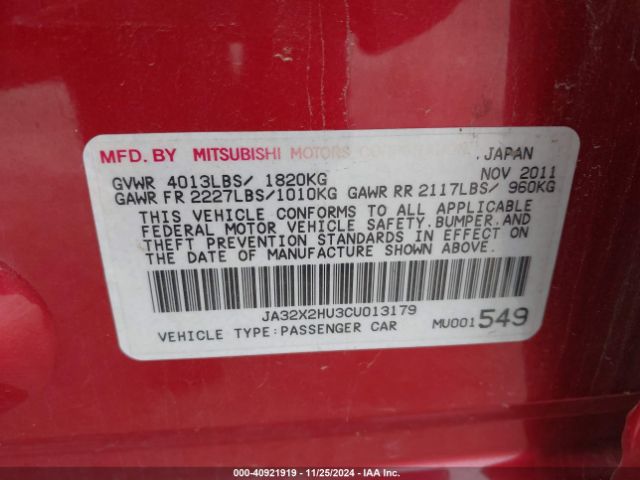 MFD. BY MITSUBISHI MOTORS CORPORATION JAPAN
GVWR 4013LBS/ 1820KG NOV 2011
GAWR FR 2227LBS/1010KG GAWR RR 2117LBS/ 960KG
THIS VEHICLE CONFORMS TO ALL APPLICABLE
FEDERAL MOTOR VEHICLE SAFETY, BUMPER, AND
THEFT PREVENTION STANDARDS IN EFFECT ON
THE DATE OF MANUFACTURE SHOWN ABOVE.
JA32X2HU3CU013179
VEHICLE TYPE:PASSENGER CAR MU001549
000-40921919 - 11/25/2024 - IAA Inc.